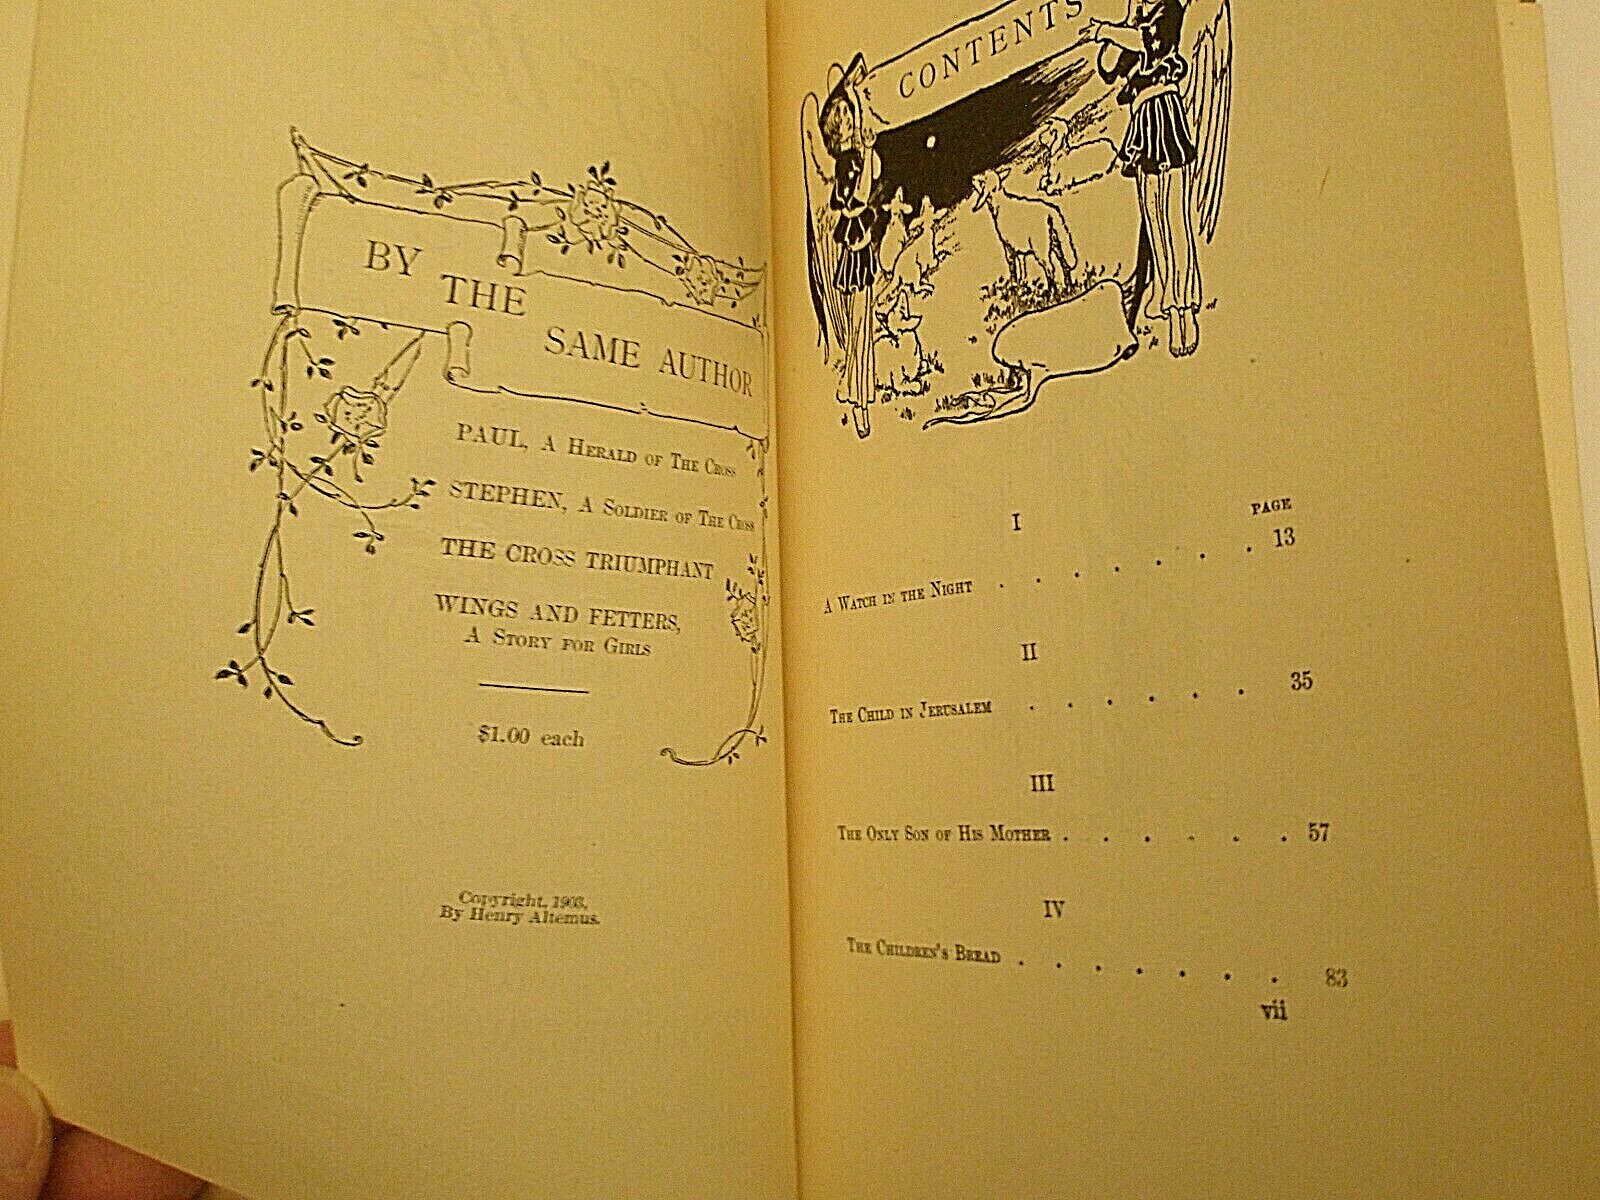 BY THE SAME AUTHOR
PAUL, A HERALD OF THE CROSS
STEPHEN, A SOLDIER OF THE CROSS
THE CROSS TRIUMPHANT
WINGS AND FETTERS,
A STORY FOR GIRLS
$1.00 each
Copyright, 1903,
By Henry Altemus.
CONTENTS
I
PAGE
A WATCH IN THE NIGHT . . . . . . . 13
II
THE CHILD IN JERUSALEM . . . . . . 35
III
THE ONLY SON OF HIS MOTHER . . . . . . 57
IV
THE CHILDREN'S BREAD . . . . . . . 83
vii